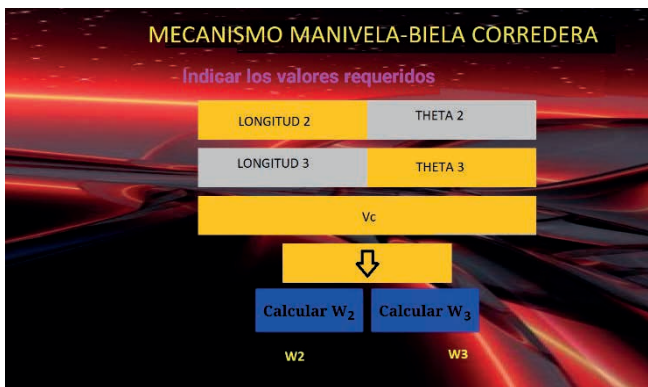 MECANISMO MANIVELA-BIELA CORREDERA
Indicar los valores requeridos
LONGITUD 2 THETA 2
LONGITUD 3 THETA 3
Vc
Calcular W₂ Calcular W₃
W2 W3